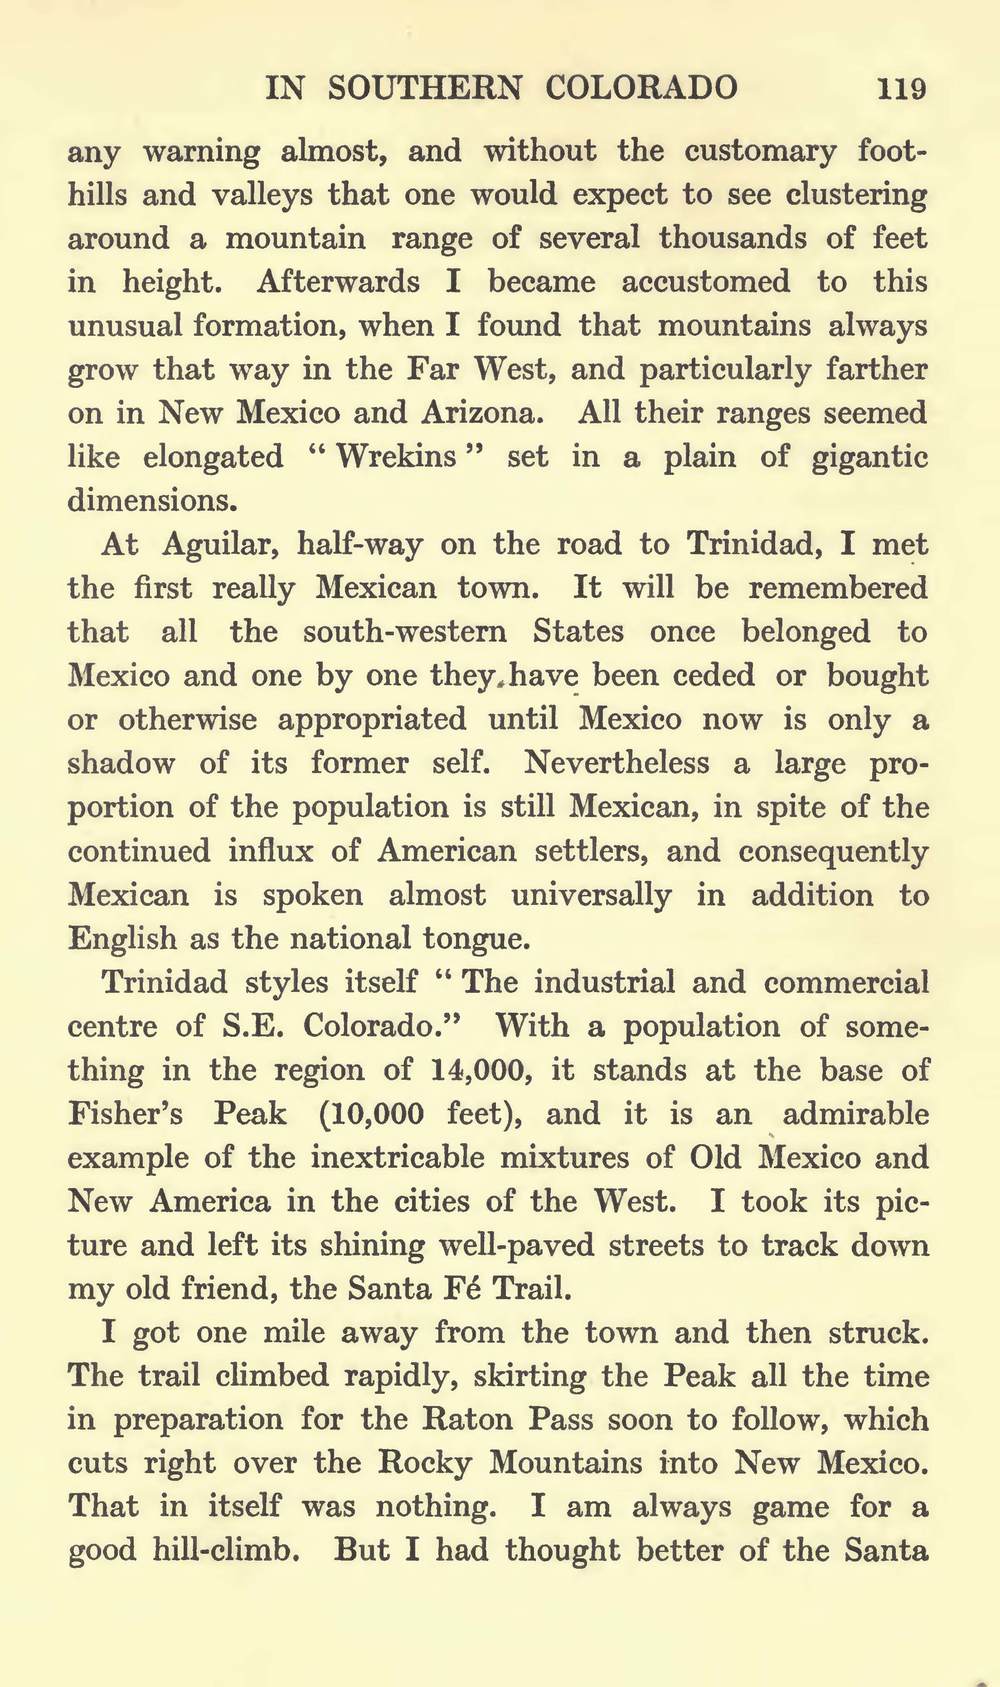 IN SOUTHERN COLORADO 119
any warning almost, and without the customary foot-
hills and valleys that one would expect to see clustering
around a mountain range of several thousands of feet
in height. Afterwards I became accustomed to this
unusual formation, when I found that mountains always
grow that way in the Far West, and particularly farther
on in New Mexico and Arizona. All their ranges seemed
like elongated “ Wrekins ” set in a plain of gigantic
dimensions.
At Aguilar, half-way on the road to Trinidad, I met
the first really Mexican town. It will be remembered
that all the south-western States once belonged to
Mexico and one by one they have been ceded or bought
or otherwise appropriated until Mexico now is only a
shadow of its former self. Nevertheless a large pro-
portion of the population is still Mexican, in spite of the
continued influx of American settlers, and consequently
Mexican is spoken almost universally in addition to
English as the national tongue.
Trinidad styles itself “ The industrial and commercial
centre of S.E. Colorado.” With a population of some-
thing in the region of 14,000, it stands at the base of
Fisher’s Peak (10,000 feet), and it is an admirable
example of the inextricable mixtures of Old Mexico and
New America in the cities of the West. I took its pic-
ture and left its shining well-paved streets to track down
my old friend, the Santa Fé Trail.
I got one mile away from the town and then struck.
The trail climbed rapidly, skirting the Peak all the time
in preparation for the Raton Pass soon to follow, which
cuts right over the Rocky Mountains into New Mexico.
That in itself was nothing. I am always game for a
good hill-climb. But I had thought better of the Santa